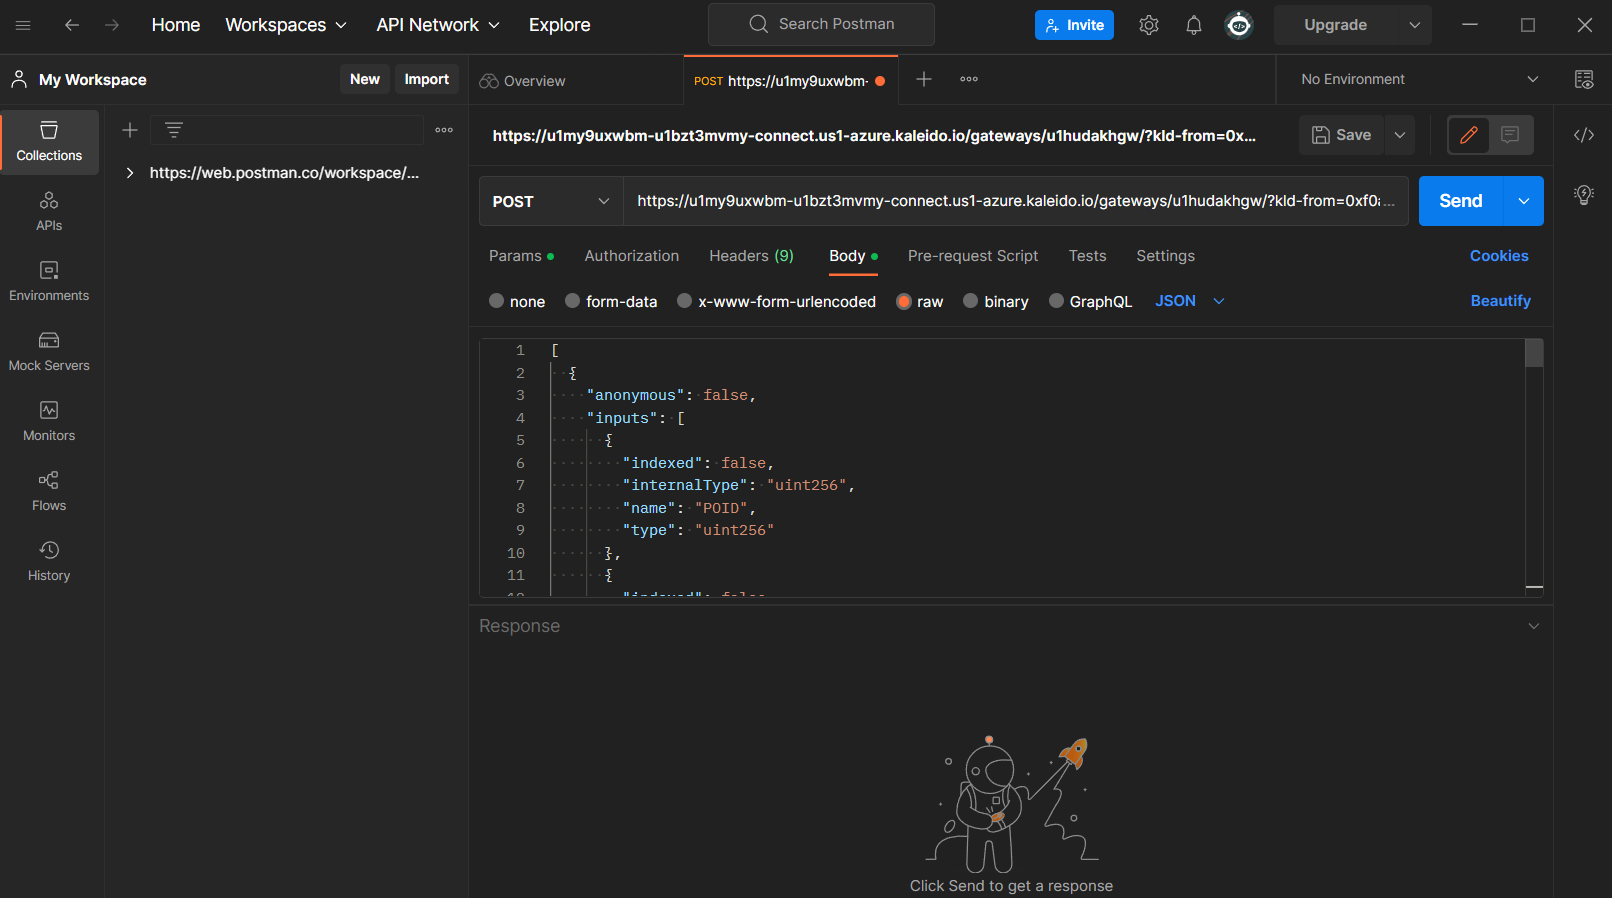 Home Workspaces API Network Explore Search Postman Invite Upgrade
My Workspace New Import Overview POST https://u1my9uxwbm- No Environment
Collections
APIs
Environments
Mock Servers
Monitors
Flows
History
https://web.postman.co/workspace/...
https://u1my9uxwbm-u1bzt3mvmy-connect.us1-azure.kaleido.io/gateways/u1hudakhgw/?kld-from=0x... Save
POST https://u1my9uxwbm-u1bzt3mvmy-connect.us1-azure.kaleido.io/gateways/u1hudakhgw/?kld-from=0xf0a... Send
Params Authorization Headers (9) Body Pre-request Script Tests Settings Cookies
none form-data x-www-form-urlencoded raw binary GraphQL JSON Beautify
1 [
2 {
3 "anonymous": false,
4 "inputs": [
5 {
6 "indexed": false,
7 "internalType": "uint256",
8 "name": "POID",
9 "type": "uint256"
10 },
11 {
12 "indexed": false
Response
Click Send to get a response